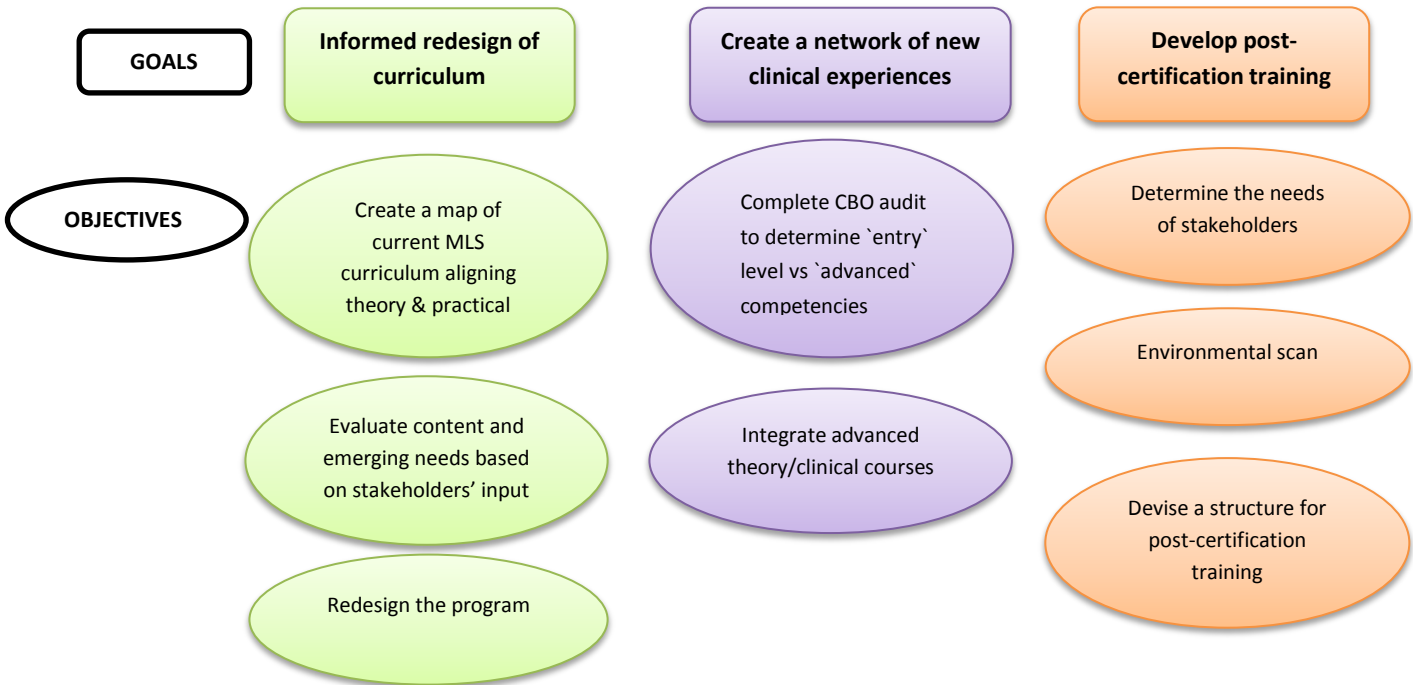 GOALS
Informed redesign of
curriculum
Create a network of new
clinical experiences
Develop post-
certification training
OBJECTIVES
Create a map of
current MLS
curriculum aligning
theory & practical
Complete CBO audit
to determine `entry`
level vs `advanced`
competencies
Determine the needs
of stakeholders
Evaluate content and
emerging needs based
on stakeholders’ input
Integrate advanced
theory/clinical courses
Environmental scan
Redesign the program
Devise a structure for
post-certification
training